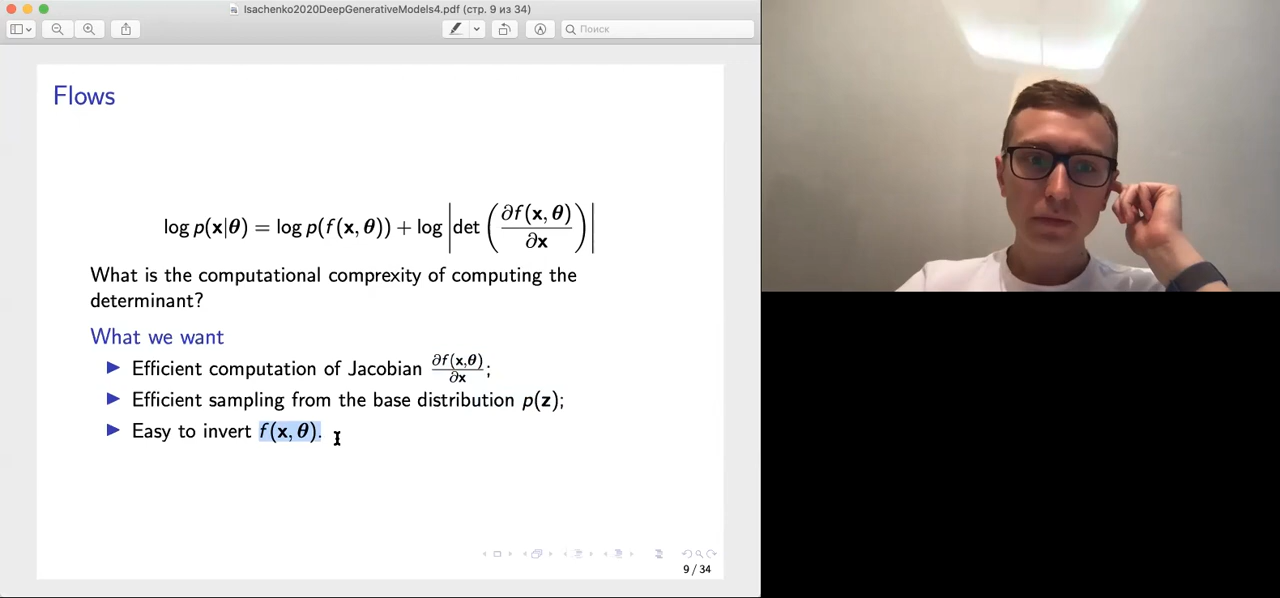 Isachenko2020DeepGenerativeModels4.pdf (стр. 9 из 34)
Поиск
Flows
log p(x|θ) = log p(f(x, θ)) + log |det (∂f(x, θ)/∂x)|
What is the computational comprexity of computing the
determinant?
What we want
▶ Efficient computation of Jacobian ∂f(x,θ)/∂x;
▶ Efficient sampling from the base distribution p(z);
▶ Easy to invert f(x, θ).
9 / 34